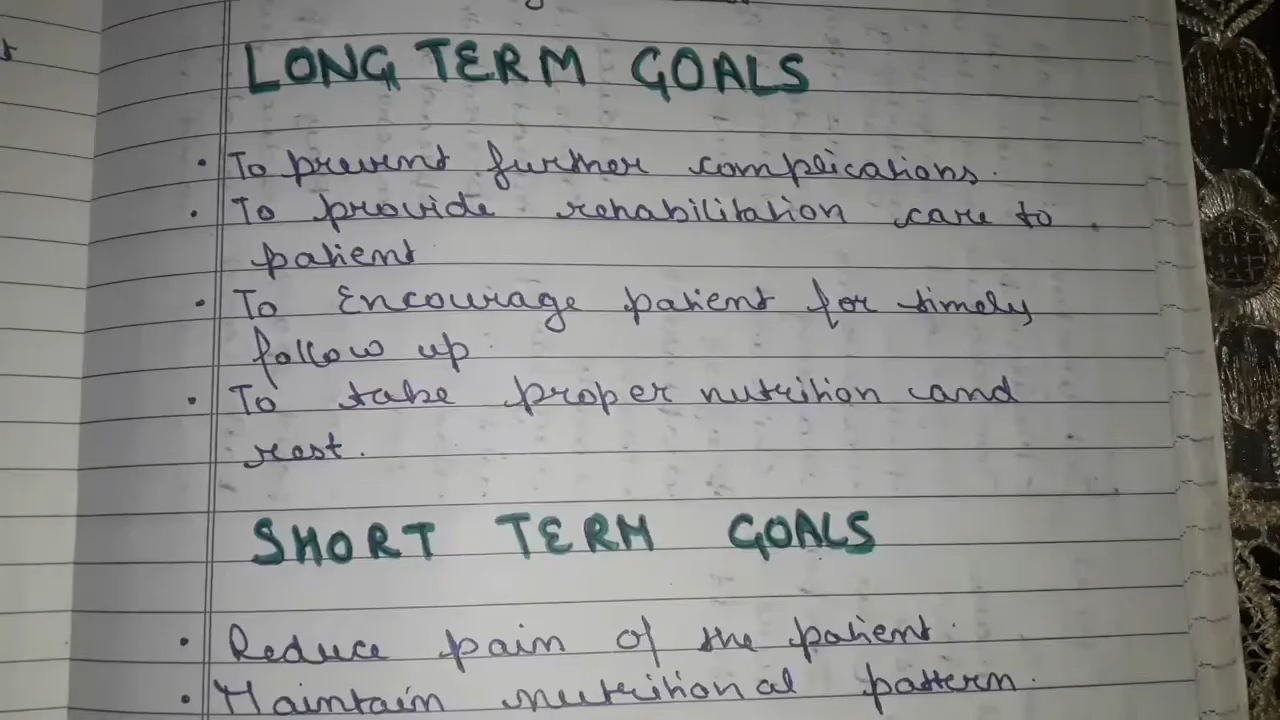 LONG TERM GOALS
• To prevent further complications.
• To provide rehabilitation care to
patient
• To Encourage patient for timely
follow up.
• To take proper nutrition and
rest.
SHORT TERM GOALS
• Reduce pain of the patient.
• Maintain nutritional pattern.